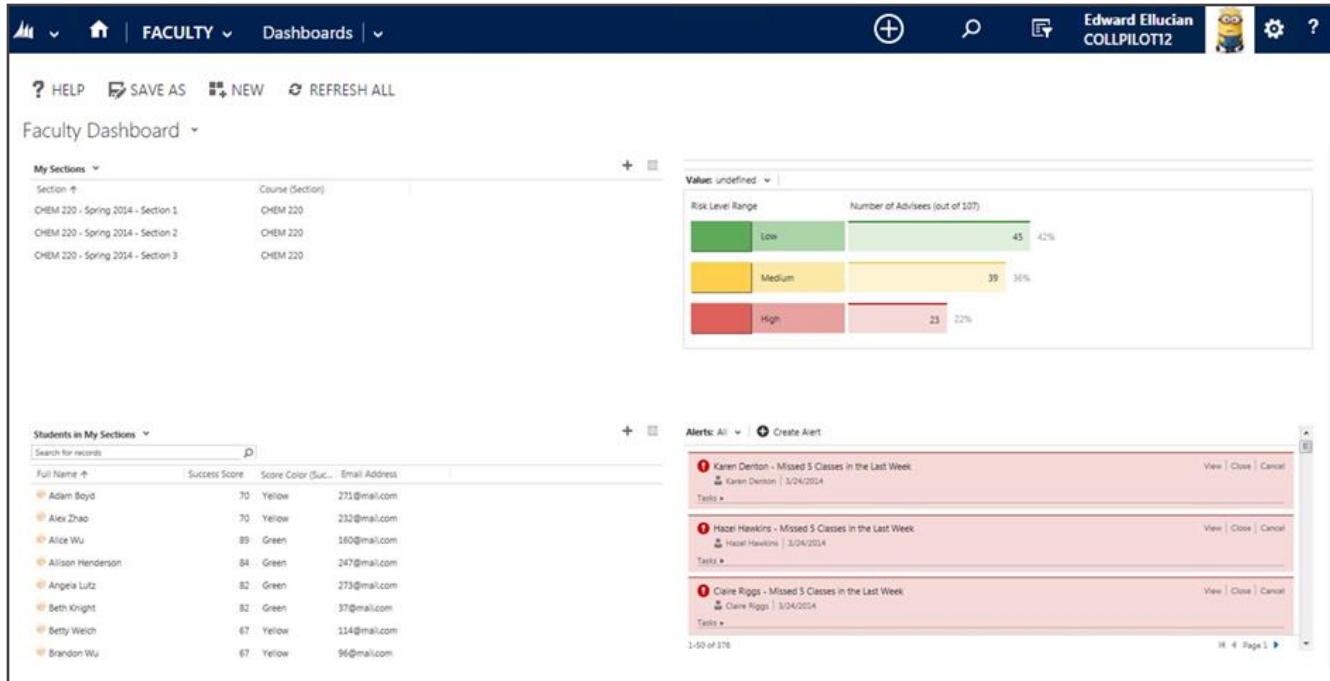 FACULTY Dashboards Edward Ellucian
COLLPILOT12 ?
? HELP SAVE AS NEW REFRESH ALL
Faculty Dashboard
My Sections
Section Course (Section)
CHEM 220 - Spring 2014 - Section 1 CHEM 220
CHEM 220 - Spring 2014 - Section 2 CHEM 220
CHEM 220 - Spring 2014 - Section 3 CHEM 220
Value: undefined
Risk Level Range Number of Advisees (out of 107)
Low 45 42%
Medium 39 36%
High 23 22%
Students in My Sections
Search for records
Full Name Success Score Score Color (Suc... Email Address
Adam Boyd 70 Yellow 271@mail.com
Alex Zhao 70 Yellow 232@mail.com
Alice Wu 89 Green 160@mail.com
Allison Henderson 84 Green 247@mail.com
Angela Lutz 82 Green 273@mail.com
Beth Knight 82 Green 37@mail.com
Betty Welch 67 Yellow 114@mail.com
Brandon Wu 67 Yellow 96@mail.com
Alerts: All Create Alert
Karen Denton - Missed 5 Classes in the Last Week View | Close | Cancel
Karen Denton | 3/24/2014
Tasks
Hazel Hawkins - Missed 5 Classes in the Last Week View | Close | Cancel
Hazel Hawkins | 3/24/2014
Tasks
Claire Riggs - Missed 5 Classes in the Last Week View | Close | Cancel
Claire Riggs | 3/24/2014
Tasks
1-50 of 376 Page 1